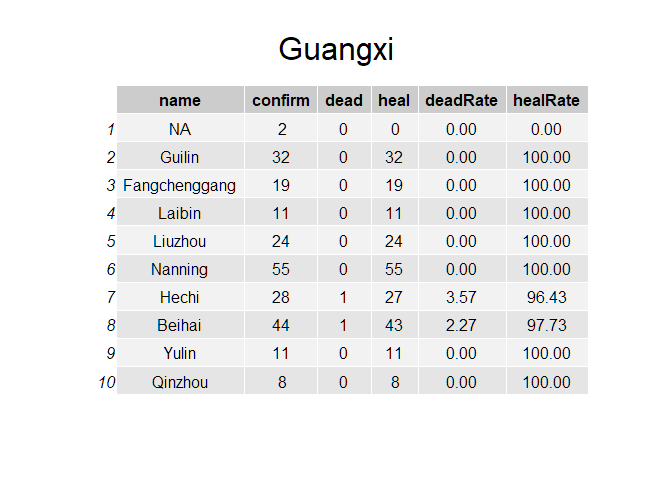 Guangxi
name confirm dead heal deadRate healRate
1 NA 2 0 0 0.00 0.00
2 Guilin 32 0 32 0.00 100.00
3 Fangchenggang 19 0 19 0.00 100.00
4 Laibin 11 0 11 0.00 100.00
5 Liuzhou 24 0 24 0.00 100.00
6 Nanning 55 0 55 0.00 100.00
7 Hechi 28 1 27 3.57 96.43
8 Beihai 44 1 43 2.27 97.73
9 Yulin 11 0 11 0.00 100.00
10 Qinzhou 8 0 8 0.00 100.00